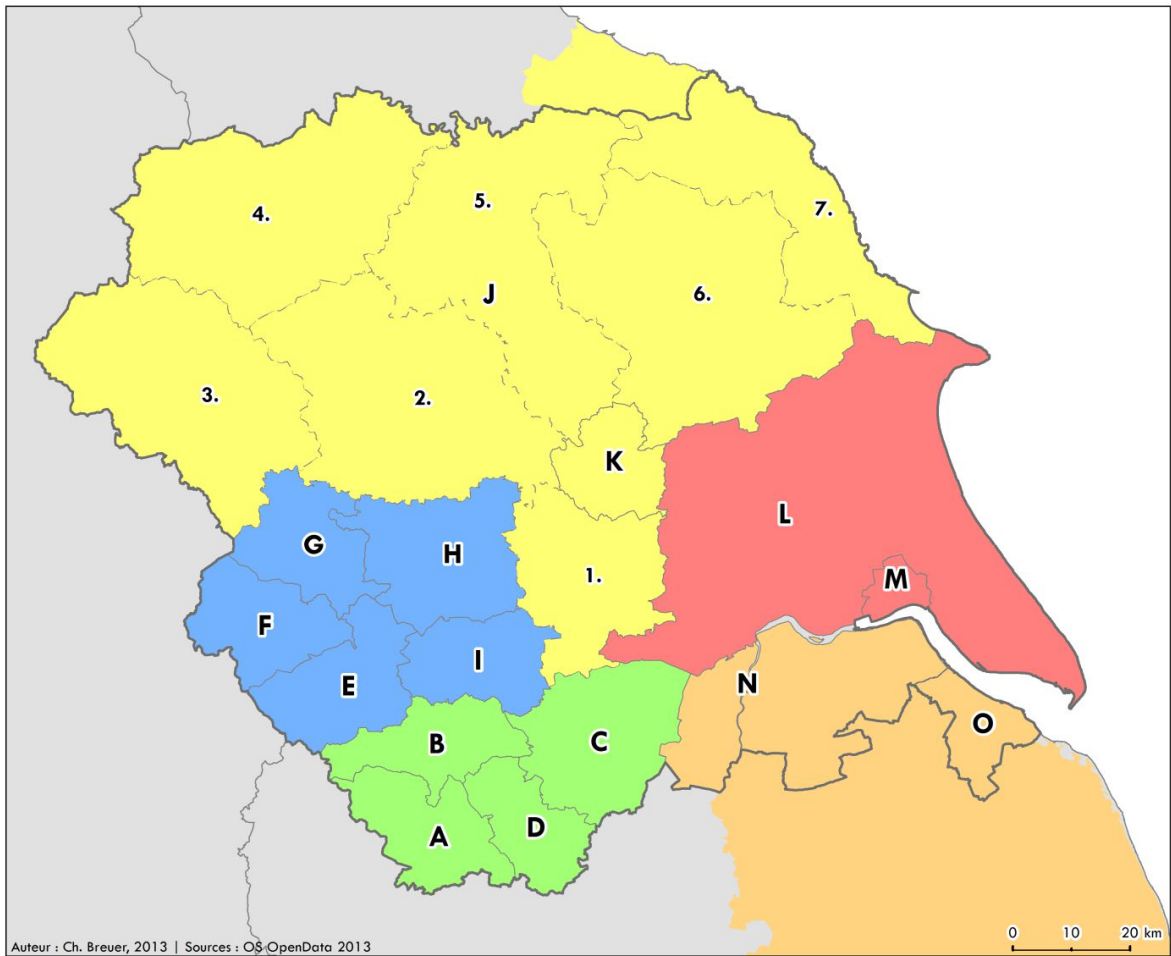 4.
5.
7.
J
6.
3.
2.
K
L
G
H
1.
M
F
I
E
N
O
B
C
D
A
0 10 20 km
Auteur : Ch. Breuer, 2013 | Sources : OS OpenData 2013